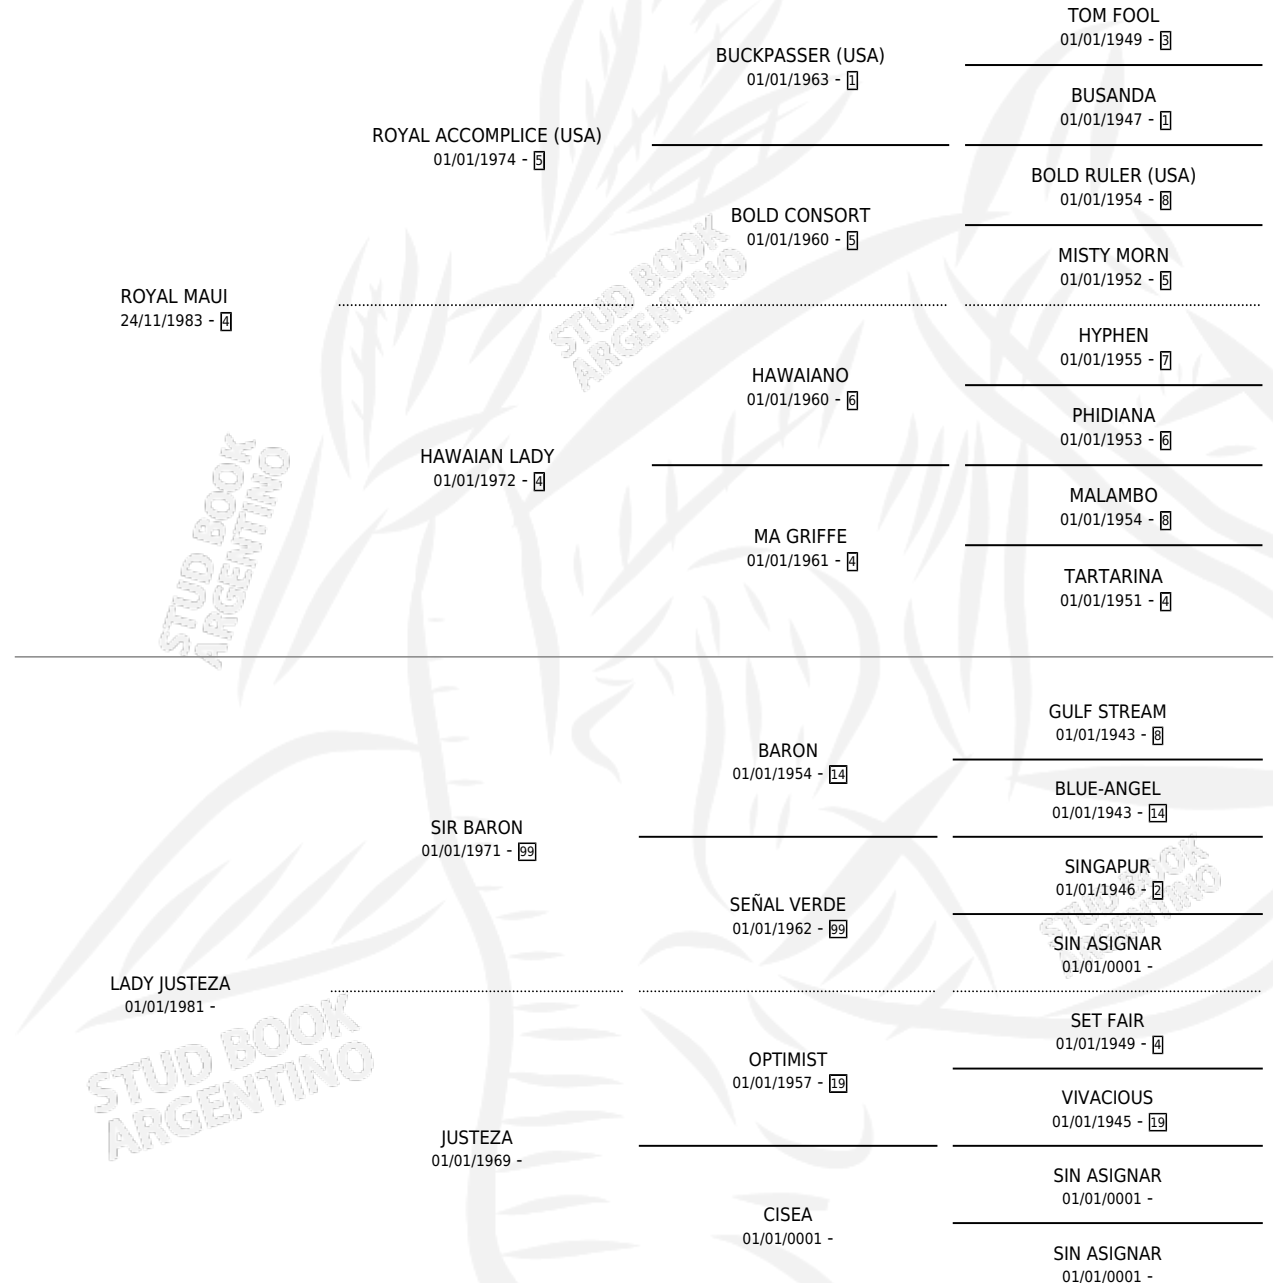 TOM FOOL
01/01/1949 - 3
BUCKPASSER (USA)
01/01/1963 - 1
BUSANDA
01/01/1947 - 1
ROYAL ACCOMPLICE (USA)
01/01/1974 - 5
BOLD RULER (USA)
01/01/1954 - 8
BOLD CONSORT
01/01/1960 - 5
MISTY MORN
01/01/1952 - 5
ROYAL MAUI
24/11/1983 - 4
STUD BOOK
ARGENTINO
HYPHEN
01/01/1955 - 7
HAWAIANO
01/01/1960 - 6
PHIDIANA
01/01/1953 - 6
HAWAIAN LADY
01/01/1972 - 4
MALAMBO
01/01/1954 - 8
MA GRIFFE
01/01/1961 - 4
TARTARINA
01/01/1951 - 4
STUD BOOK
ARGENTINO
GULF STREAM
01/01/1943 - 8
BARON
01/01/1954 - 14
BLUE-ANGEL
01/01/1943 - 14
SIR BARON
01/01/1971 - 99
SINGAPUR
01/01/1946 - 2
SEÑAL VERDE
01/01/1962 - 99
STUD BOOK
ARGENTINO
SIN ASIGNAR
01/01/0001 -
LADY JUSTEZA
01/01/1981 -
SET FAIR
01/01/1949 - 4
OPTIMIST
01/01/1957 - 19
VIVACIOUS
01/01/1945 - 19
STUD BOOK
ARGENTINO
JUSTEZA
01/01/1969 -
SIN ASIGNAR
01/01/0001 -
CISEA
01/01/0001 -
SIN ASIGNAR
01/01/0001 -